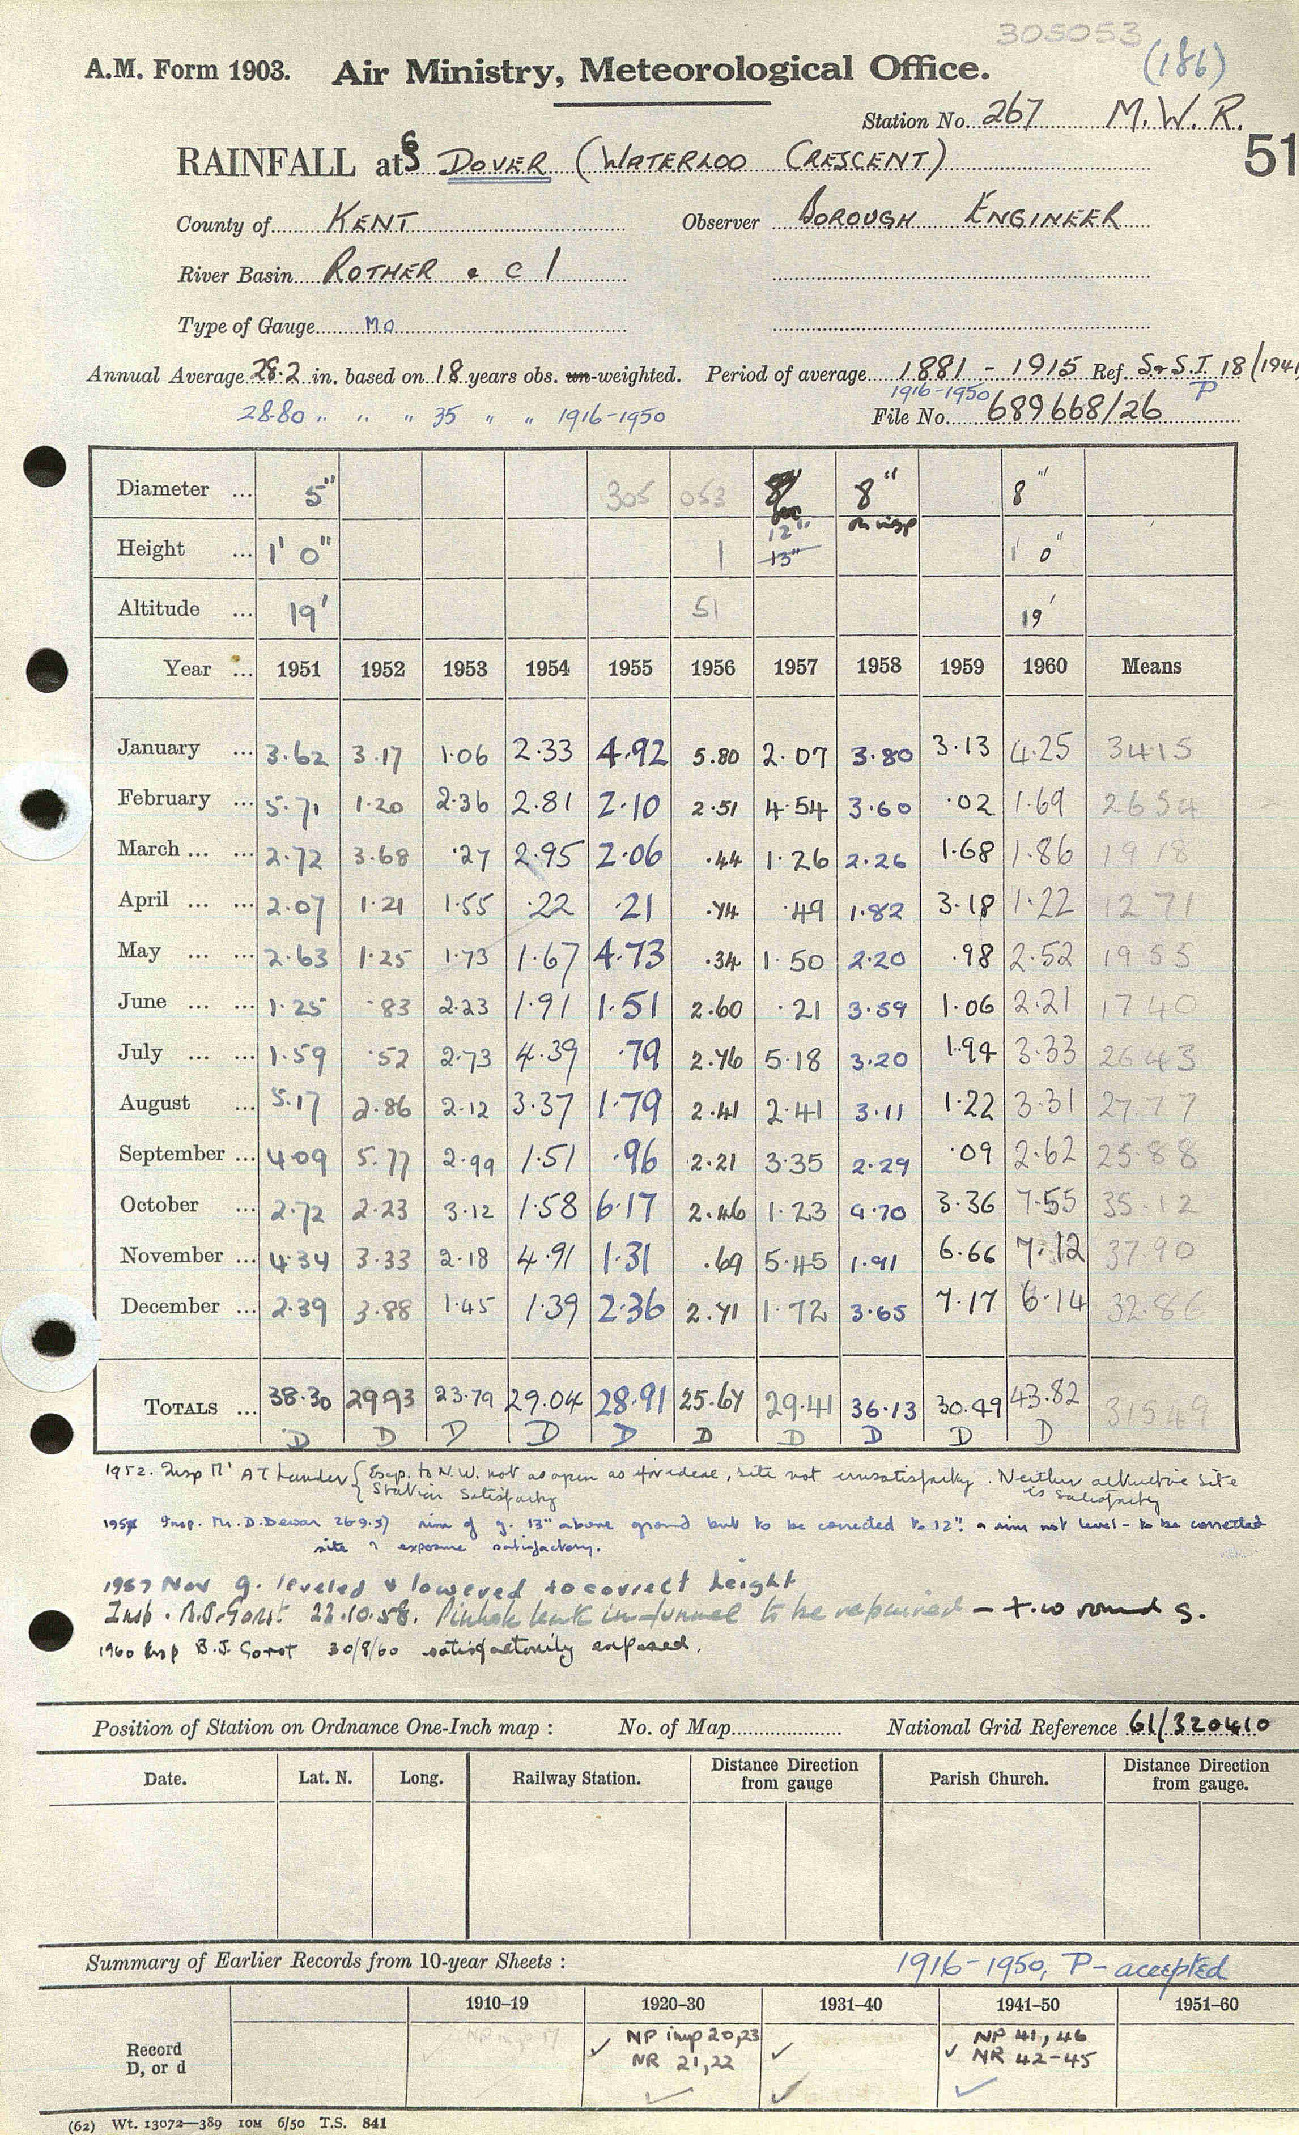 305053
A.M. Form 1903. Air Ministry, Meteorological Office. (186)
Station No. 267 M.W.R.
RAINFALL at DOVER (WATERLOO CRESCENT) 51
County of KENT Observer BOROUGH ENGINEER
River Basin ROTHER & C 1
Type of Gauge MO
Annual Average 28.2 in. based on 18 years obs. un-weighted. Period of average 1881 - 1915 Ref. S. & S.I 18/1941
1916-1950 P
28.80 " " " 35 " " 1916-1950 File No. 689668/26
Diameter ... 5" 305 053 8" 8" 8"
Height ... 1' 0" 1 12" 13" 1 0"
Altitude ... 19' 51 19'
Year ... 1951 1952 1953 1954 1955 1956 1957 1958 1959 1960 Means
January ... 3.62 3.17 1.06 2.33 4.92 5.80 2.07 3.80 3.13 4.25 3415
February ... 5.71 1.20 2.36 2.81 2.10 2.51 4.54 3.60 .02 1.69 2654
March ... ... 2.72 3.68 .27 2.95 2.06 .44 1.26 2.26 1.68 1.86 1918
April ... ... 2.07 1.21 1.55 .22 .21 .74 .49 1.82 3.18 1.22 1271
May ... ... 2.63 1.25 1.73 1.67 4.73 .34 1.50 2.20 .98 2.52 1955
June ... ... 1.25 .83 2.23 1.91 1.51 2.60 .21 3.59 1.06 2.21 1740
July ... ... 1.59 .52 2.73 4.39 .79 2.76 5.18 3.20 1.94 3.33 2643
August ... 5.17 2.86 2.12 3.37 1.79 2.41 2.41 3.11 1.22 3.31 2777
September ... 4.09 5.77 2.99 1.51 .96 2.21 3.35 2.29 .09 2.62 25.88
October ... 2.72 2.23 3.12 1.58 6.17 2.46 1.23 4.70 3.36 7.55 35.12
November ... 4.34 3.33 2.18 4.91 1.31 .69 5.45 1.91 6.66 7.12 37.90
December ... 2.39 3.88 1.45 1.39 2.36 2.71 1.72 3.65 7.17 6.14 32.86
TOTALS ... 38.30 29.93 23.79 29.04 28.91 25.67 29.41 36.13 30.49 43.82 315.49
D D D D D D D D D D
1952. Insp Mr A T Lander { Exp. to N.W. not as open as for ideal, site not unsatisfactory. Neither alternative site
Station satisfactory is satisfactory
Insp. Mr. D. Dewar 26.9.57 rim of g. 13" above ground but to be corrected to 12". & rim not level - to be corrected
site & exposure satisfactory.
1957 Nov g. leveled & lowered to correct height
Insp. B.J. Gorst 22.10.58. Pinhole leak in funnel to be repaired
1960 Insp B.J. Gorst 30/8/60 satisfactorily exposed.
Position of Station on Ordnance One-Inch map : No. of Map National Grid Reference 61/320410
Date. Lat. N. Long. Railway Station. Distance Direction from gauge Parish Church. Distance Direction from gauge.
Summary of Earlier Records from 10-year Sheets : 1916-1950, P - accepted
1910-19 1920-30 1931-40 1941-50 1951-60
Record D, or d NP imp 17 ✓ NP imp 20,23 ✓ ✓ NP 41, 46
NR 21,22 NR 42-45
✓ ✓ ✓
(62) Wt. 13072—389 10M 6/50 T.S. 841